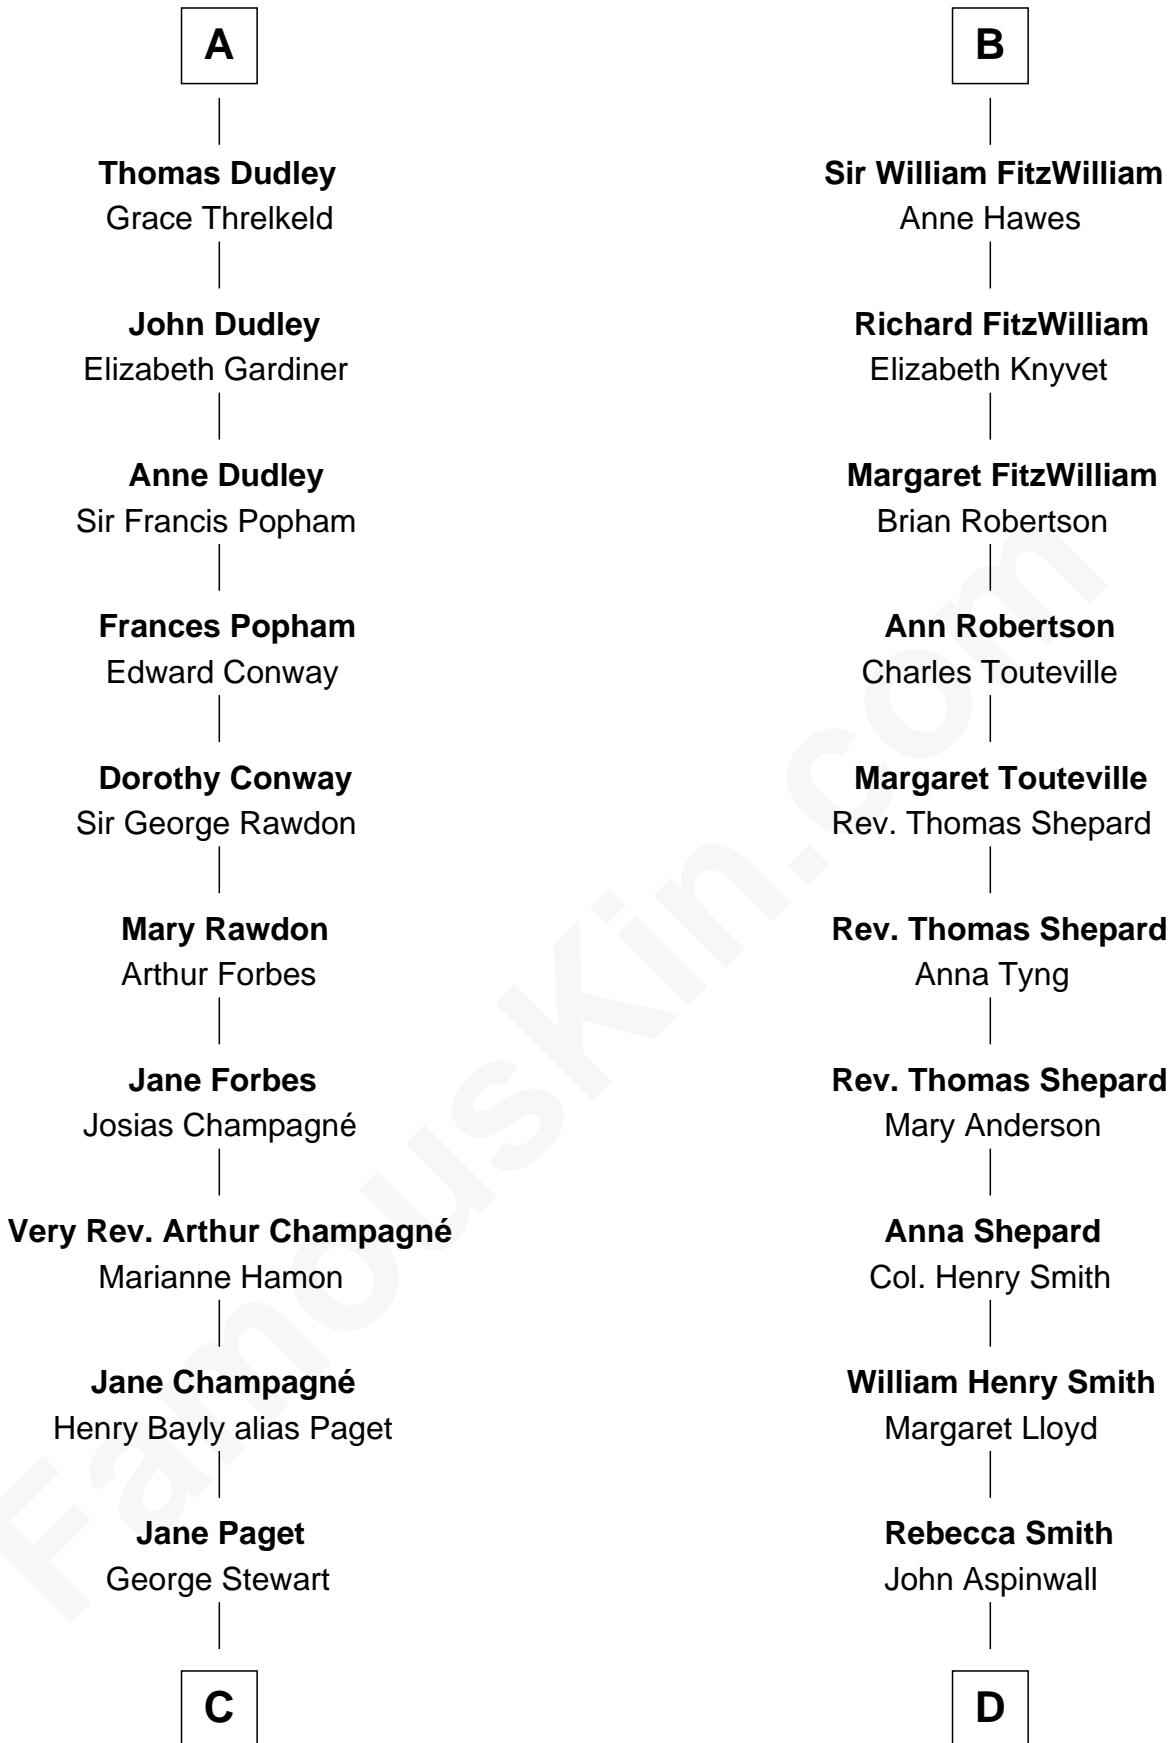 A
Thomas Dudley
Grace Threlkeld
John Dudley
Elizabeth Gardiner
Anne Dudley
Sir Francis Popham
Frances Popham
Edward Conway
Dorothy Conway
Sir George Rawdon
Mary Rawdon
Arthur Forbes
Jane Forbes
Josias Champagné
Very Rev. Arthur Champagné
Marianne Hamon
Jane Champagné
Henry Bayly alias Paget
Jane Paget
George Stewart
C
B
Sir William FitzWilliam
Anne Hawes
Richard FitzWilliam
Elizabeth Knyvet
Margaret FitzWilliam
Brian Robertson
Ann Robertson
Charles Touteville
Margaret Touteville
Rev. Thomas Shepard
Rev. Thomas Shepard
Anna Tyng
Rev. Thomas Shepard
Mary Anderson
Anna Shepard
Col. Henry Smith
William Henry Smith
Margaret Lloyd
Rebecca Smith
John Aspinwall
D
FamousKin.com